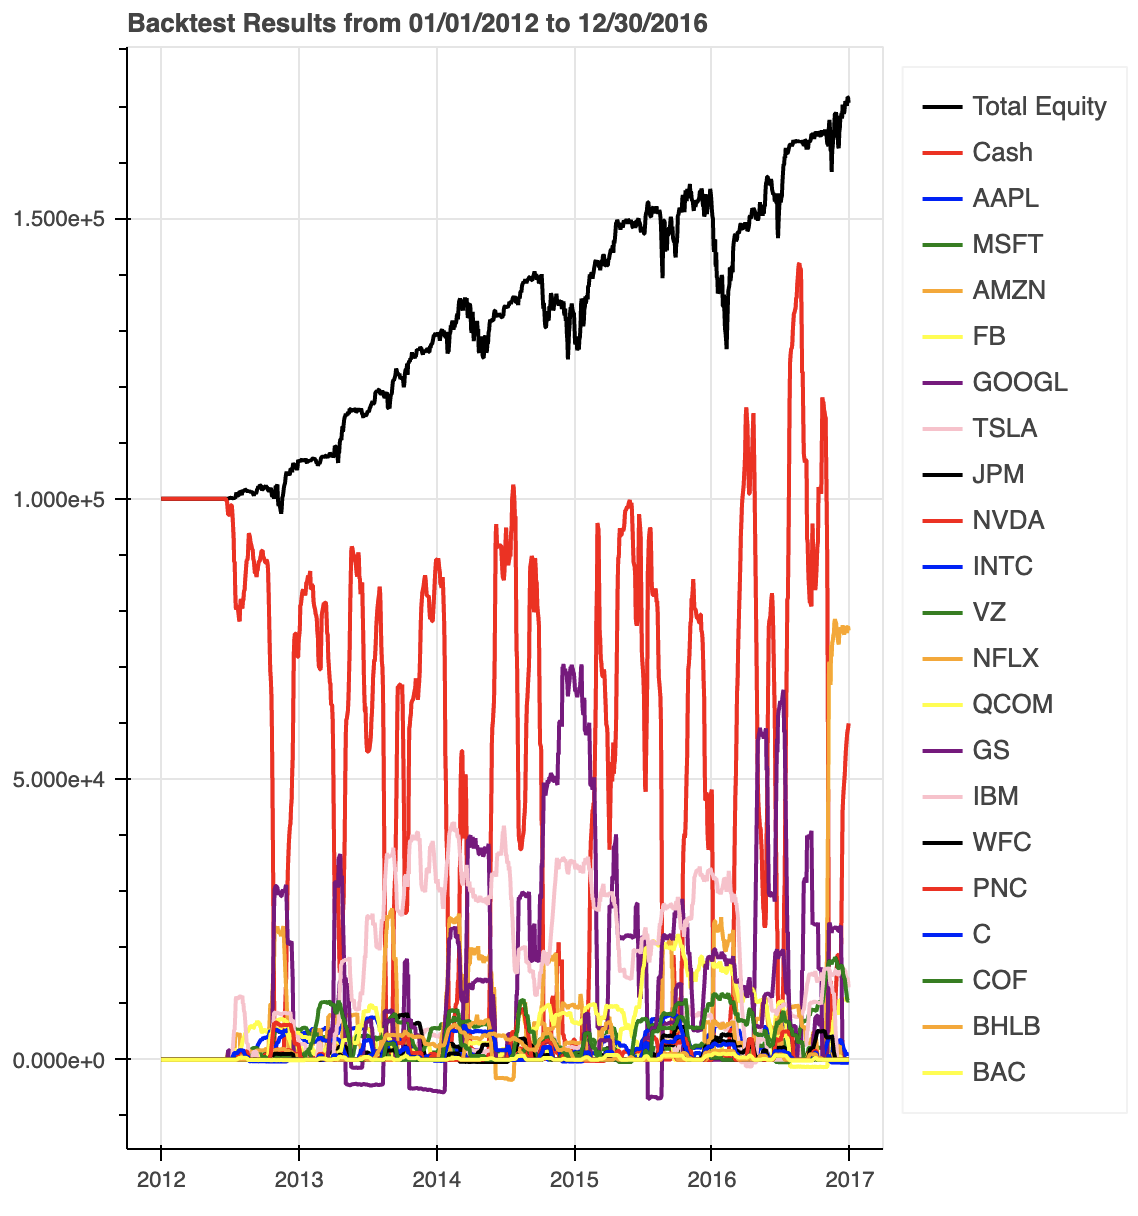 Backtest Results from 01/01/2012 to 12/30/2016
1.500e+5
1.000e+5
5.000e+4
0.000e+0
2012
2013
2014
2015
2016
2017
Total Equity
Cash
AAPL
MSFT
AMZN
FB
GOOGL
TSLA
JPM
NVDA
INTC
VZ
NFLX
QCOM
GS
IBM
WFC
PNC
C
COF
BHLB
BAC